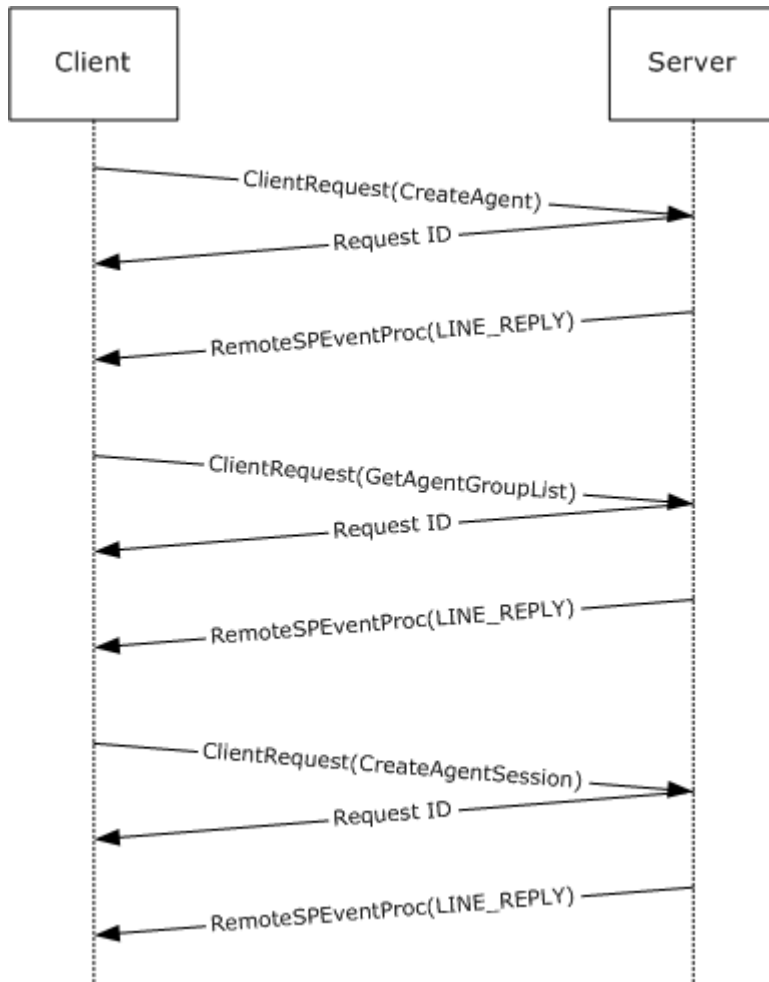 Client
Server
ClientRequest(CreateAgent)
Request ID
RemoteSPEventProc(LINE_REPLY)
ClientRequest(GetAgentGroupList)
Request ID
RemoteSPEventProc(LINE_REPLY)
ClientRequest(CreateAgentSession)
Request ID
RemoteSPEventProc(LINE_REPLY)